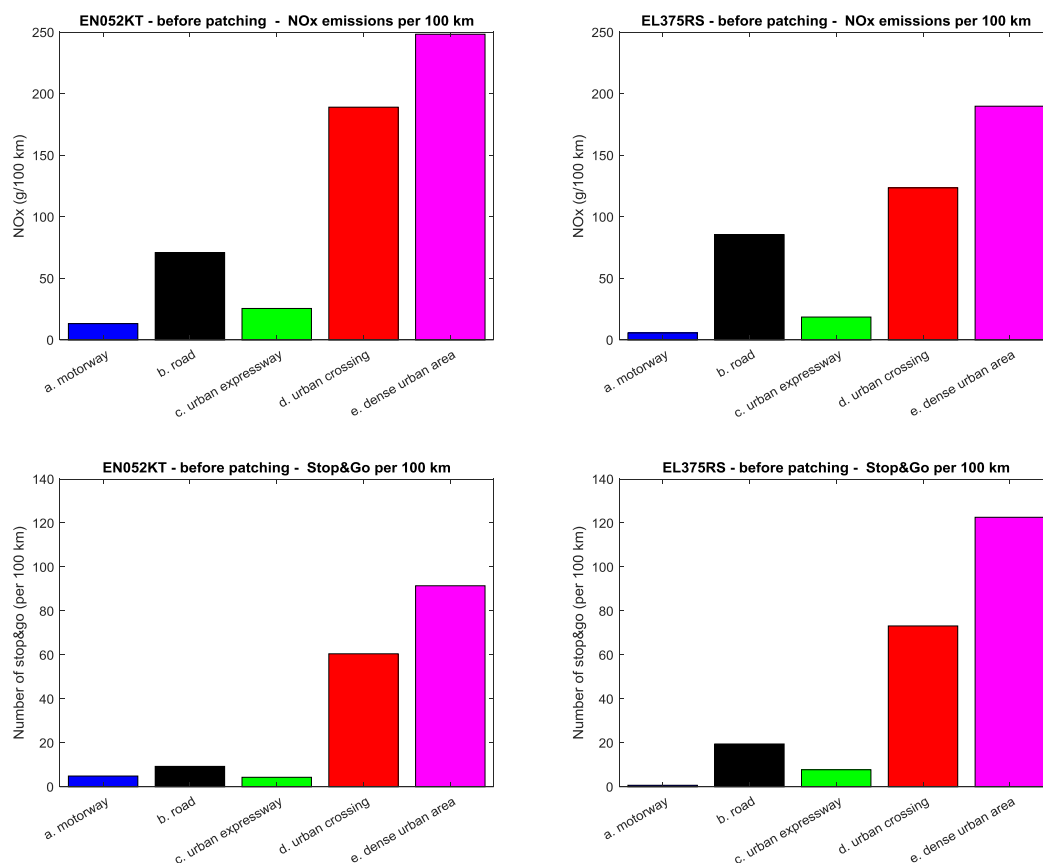 EN052KT - before patching  -  NOx emissions per 100 km
NOx (g/100 km)
250
200
150
100
50
0
a. motorway
b. road
c. urban expressway
d. urban crossing
e. dense urban area
EL375RS - before patching  -  NOx emissions per 100 km
NOx (g/100 km)
250
200
150
100
50
0
a. motorway
b. road
c. urban expressway
d. urban crossing
e. dense urban area
EN052KT - before patching -  Stop&Go per 100 km
Number of stop&go (per 100 km)
140
120
100
80
60
40
20
0
a. motorway
b. road
c. urban expressway
d. urban crossing
e. dense urban area
EL375RS - before patching -  Stop&Go per 100 km
Number of stop&go (per 100 km)
140
120
100
80
60
40
20
0
a. motorway
b. road
c. urban expressway
d. urban crossing
e. dense urban area